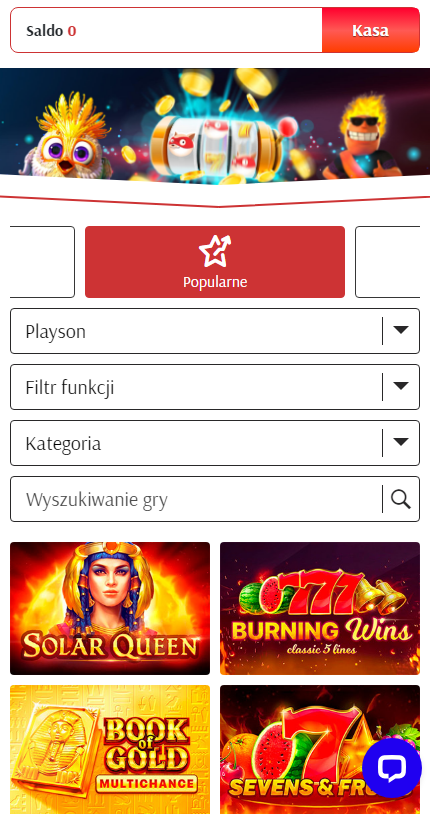 Saldo 0
Kasa
Popularne
Playson
Filtr funkcji
Kategoria
Wyszukiwanie gry
SOLAR QUEEN
777
BURNING Wins
classic 5 lines
BOOK
of
GOLD
MULTICHANCE
7
SEVENS & FRU